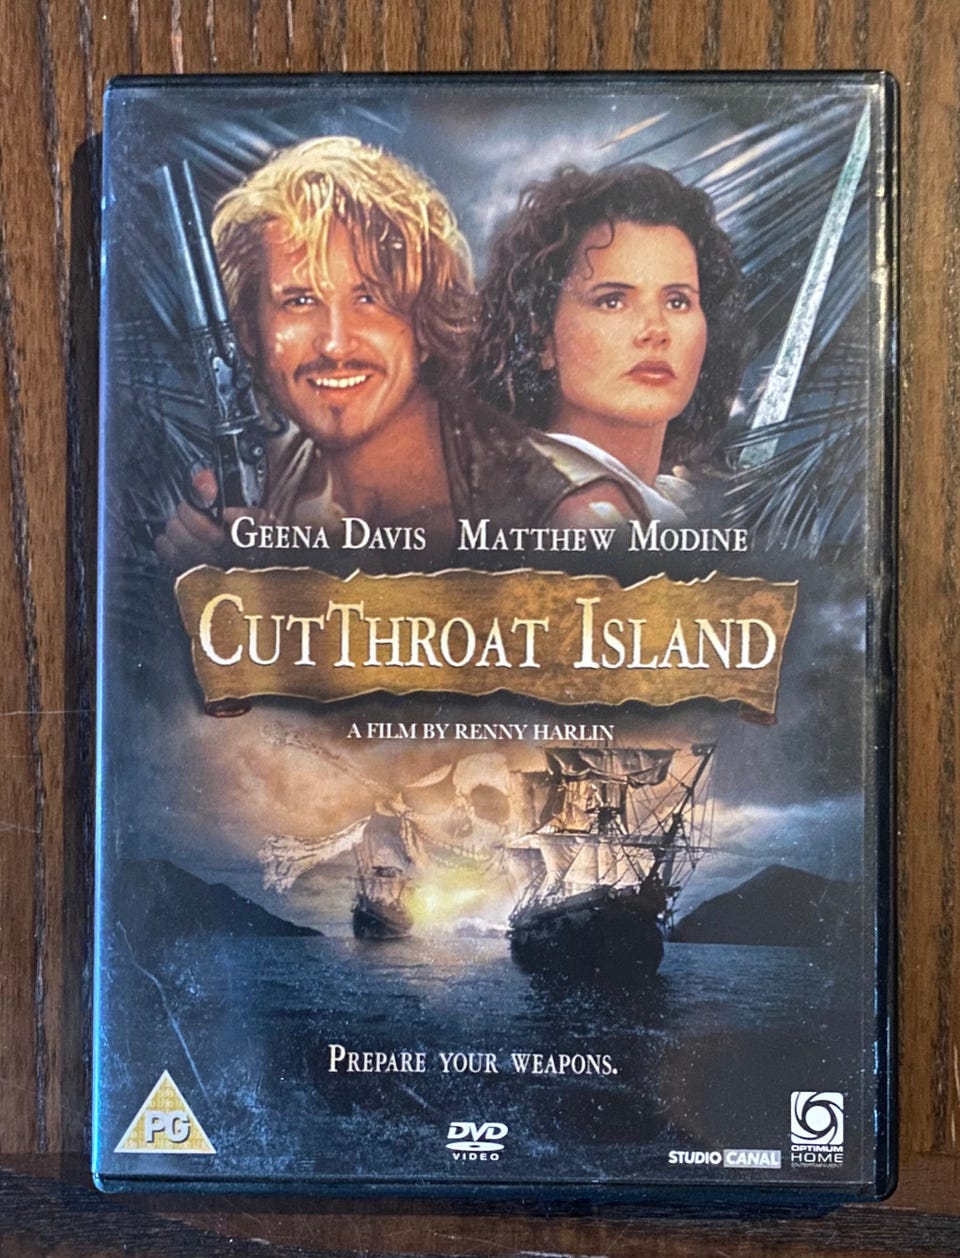 GEENA DAVIS MATTHEW MODINE
CUTTHROAT ISLAND
A FILM BY RENNY HARLIN
PREPARE YOUR WEAPONS.
PG
DVD
VIDEO
STUDIO CANAL
OPTIMUM
HOME
ENTERTAINMENT